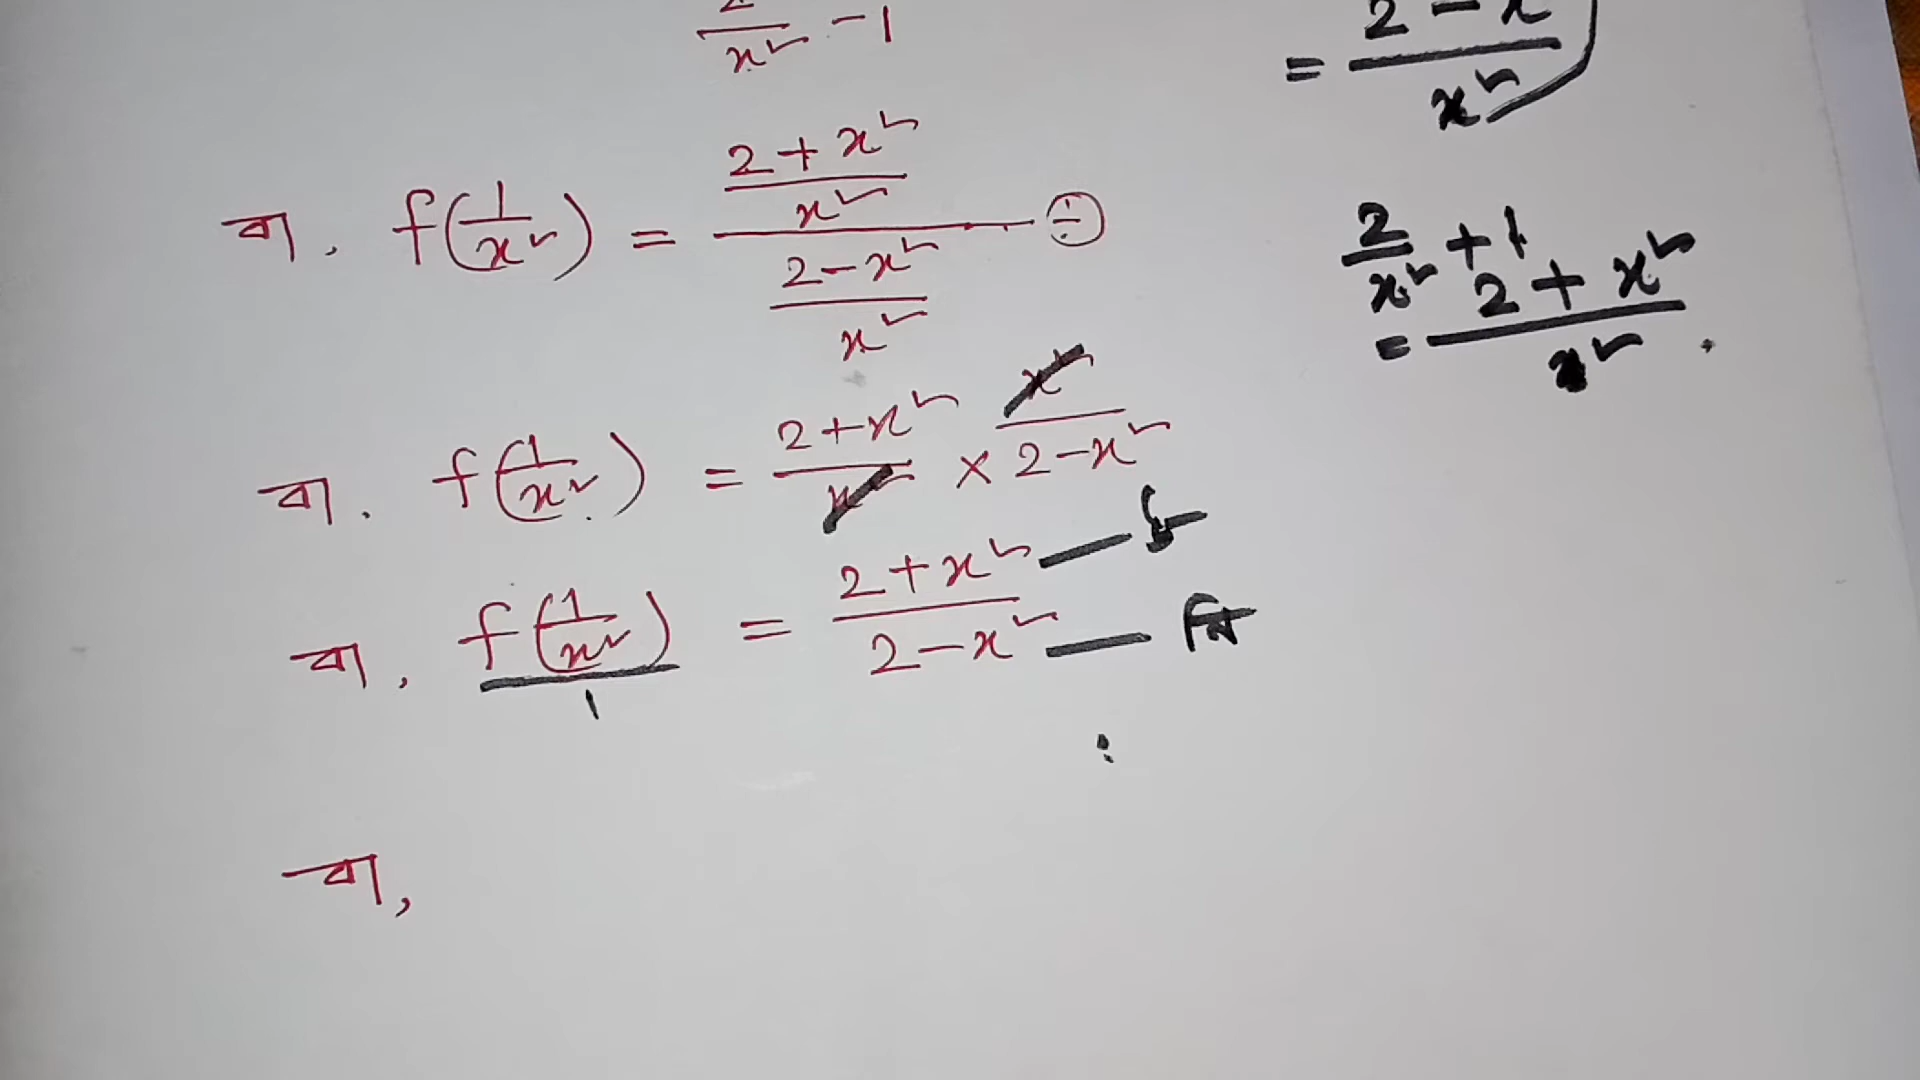 2/x² - 1
বা, f(1/x²) = ((2+x²)/x²)/((2-x²)/x²) ÷
বা, f(1/x²) = (2+x²)/x² × x²/(2-x²)
বা, f(1/x²)/1 = (2+x²)/(2-x²)
বা,
= (2-x²)/x²
2/x² + 1
= (2+x²)/x²